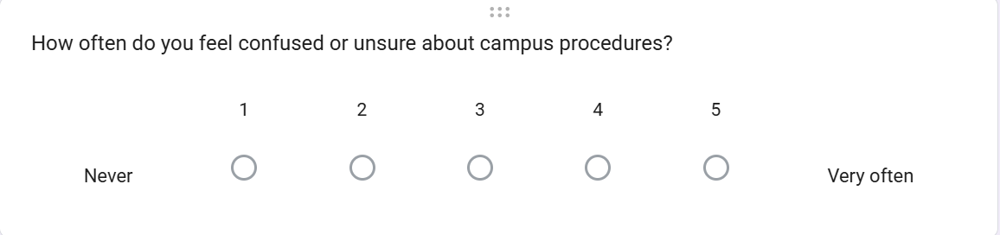 How often do you feel confused or unsure about campus procedures?
1 2 3 4 5
Never Very often